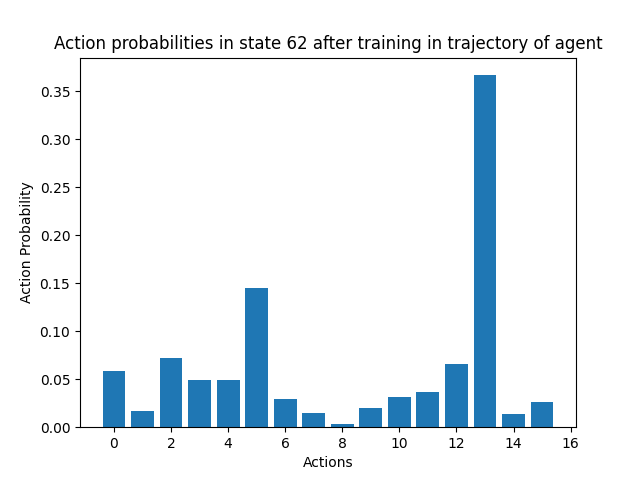 Action probabilities in state 62 after training in trajectory of agent
0.35
0.30
0.25
0.20
0.15
0.10
0.05
0.00
Action Probability
0 2 4 6 8 10 12 14 16
Actions